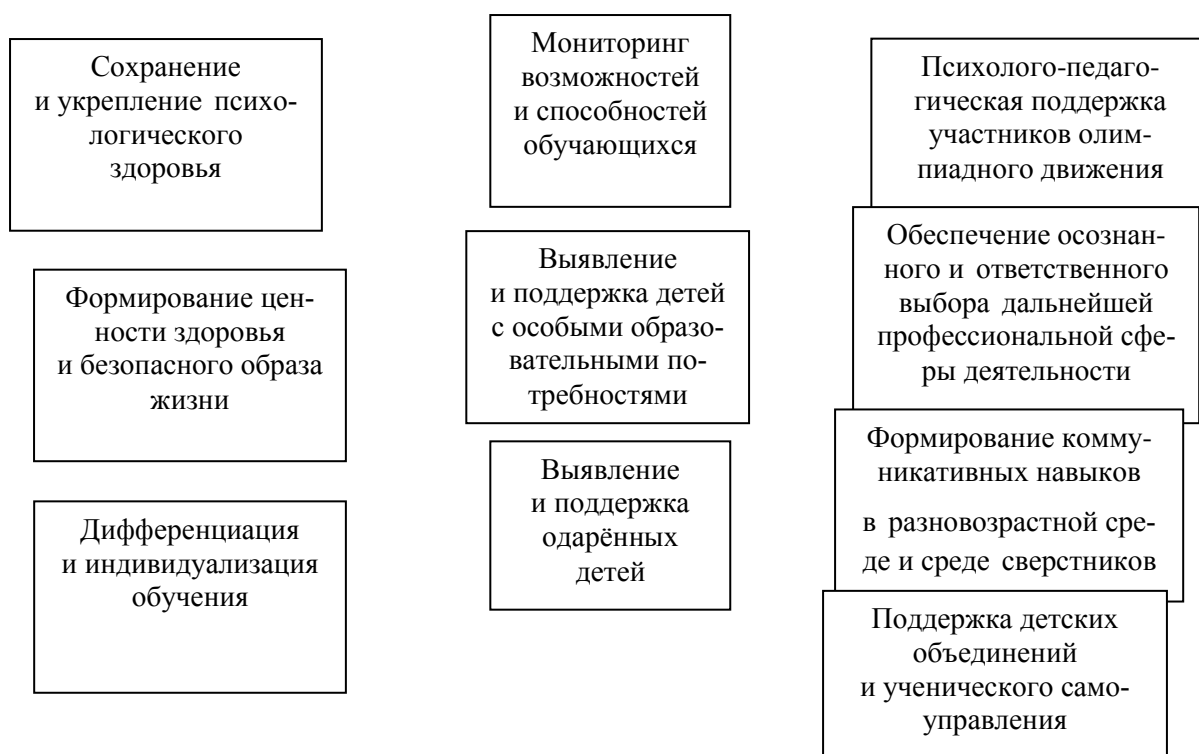 Сохранение
и укрепление психо-
логического
здоровья
Формирование цен-
ности здоровья
и безопасного образа
жизни
Дифференциация
и индивидуализация
обучения
Мониторинг
возможностей
и способностей
обучающихся
Выявление
и поддержка детей
с особыми образо-
вательными по-
требностями
Выявление
и поддержка
одарённых
детей
Психолого-педаго-
гическая поддержка
участников олим-
пиадного движения
Обеспечение осознан-
ного и ответственного
выбора дальнейшей
профессиональной сфе-
ры деятельности
Формирование комму-
никативных навыков
в разновозрастной сре-
де и среде сверстников
Поддержка детских
объединений
и ученического само-
управления